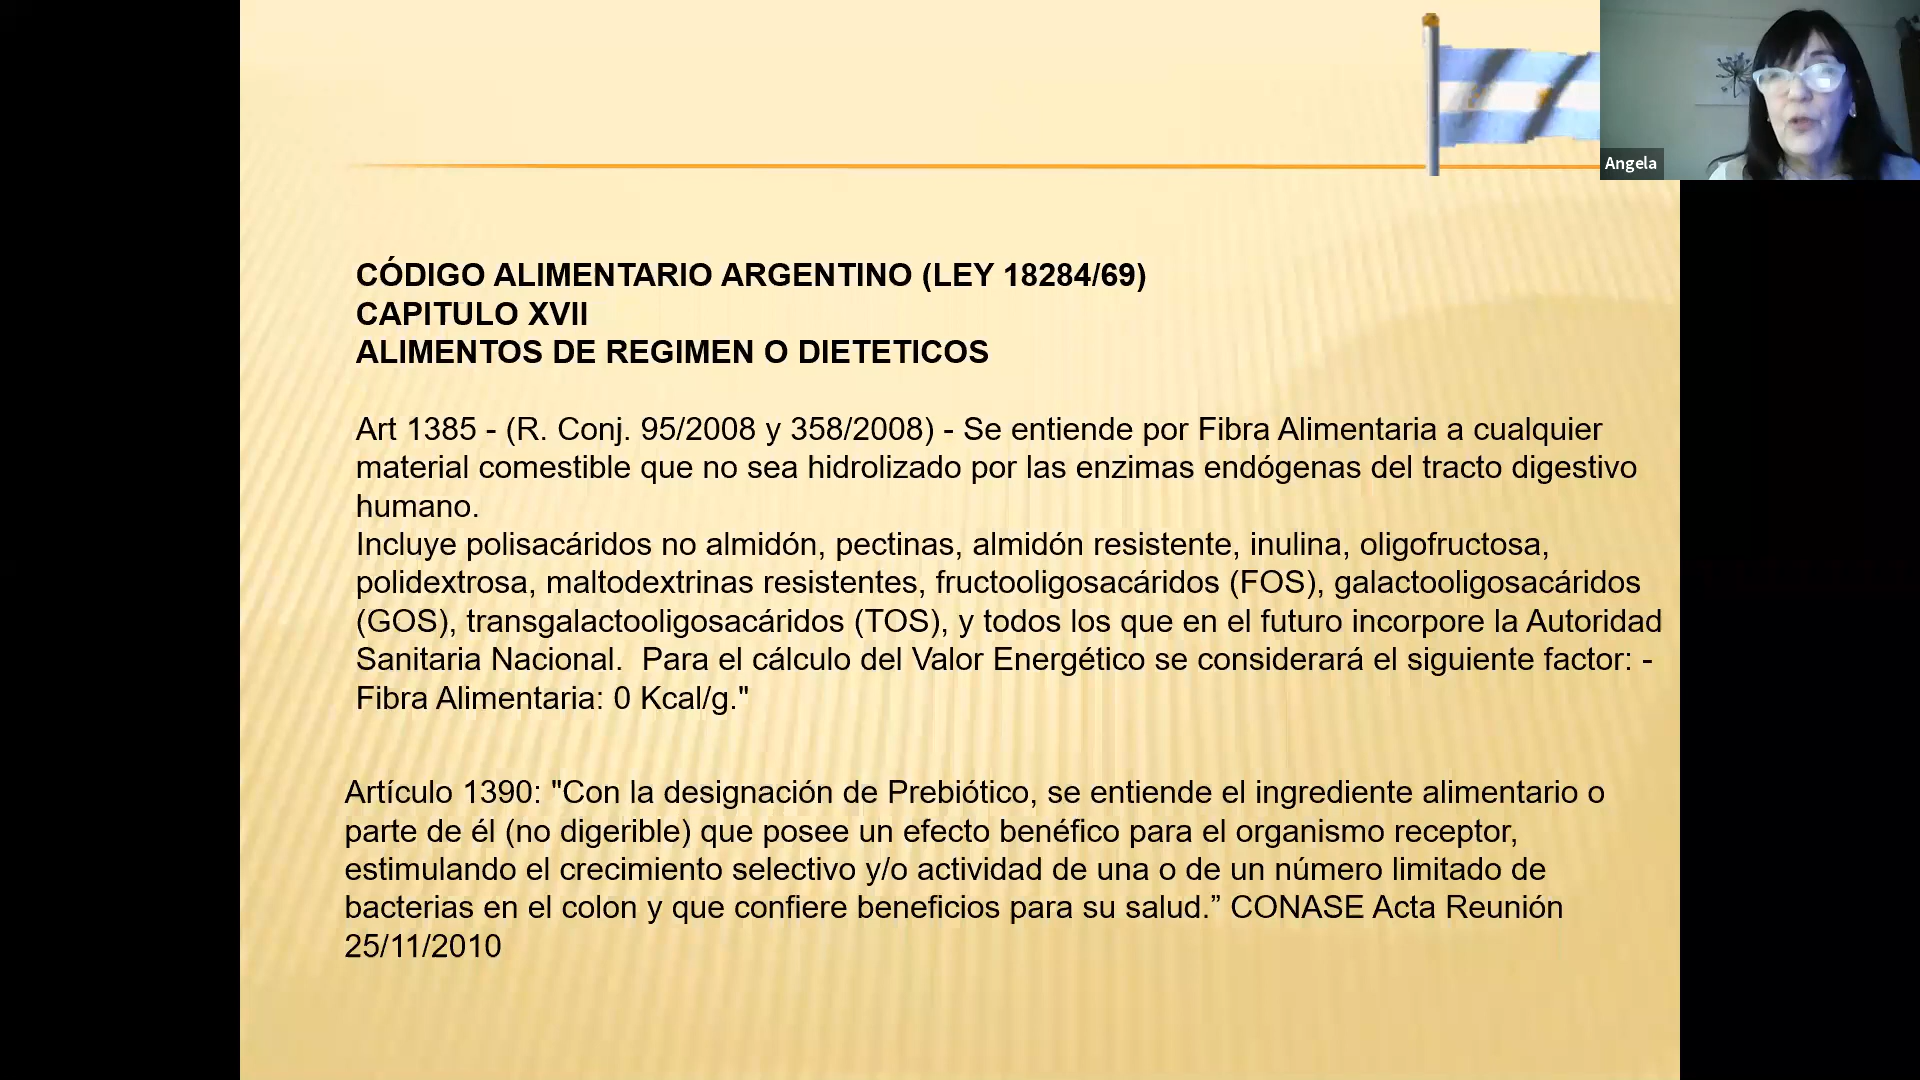 Angela
CÓDIGO ALIMENTARIO ARGENTINO (LEY 18284/69)
CAPITULO XVII
ALIMENTOS DE REGIMEN O DIETETICOS
Art 1385 - (R. Conj. 95/2008 y 358/2008) - Se entiende por Fibra Alimentaria a cualquier
material comestible que no sea hidrolizado por las enzimas endógenas del tracto digestivo
humano.
Incluye polisacáridos no almidón, pectinas, almidón resistente, inulina, oligofructosa,
polidextrosa, maltodextrinas resistentes, fructooligosacáridos (FOS), galactooligosacáridos
(GOS), transgalactooligosacáridos (TOS), y todos los que en el futuro incorpore la Autoridad
Sanitaria Nacional.  Para el cálculo del Valor Energético se considerará el siguiente factor: -
Fibra Alimentaria: 0 Kcal/g."
Artículo 1390: "Con la designación de Prebiótico, se entiende el ingrediente alimentario o
parte de él (no digerible) que posee un efecto benéfico para el organismo receptor,
estimulando el crecimiento selectivo y/o actividad de una o de un número limitado de
bacterias en el colon y que confiere beneficios para su salud.” CONASE Acta Reunión
25/11/2010